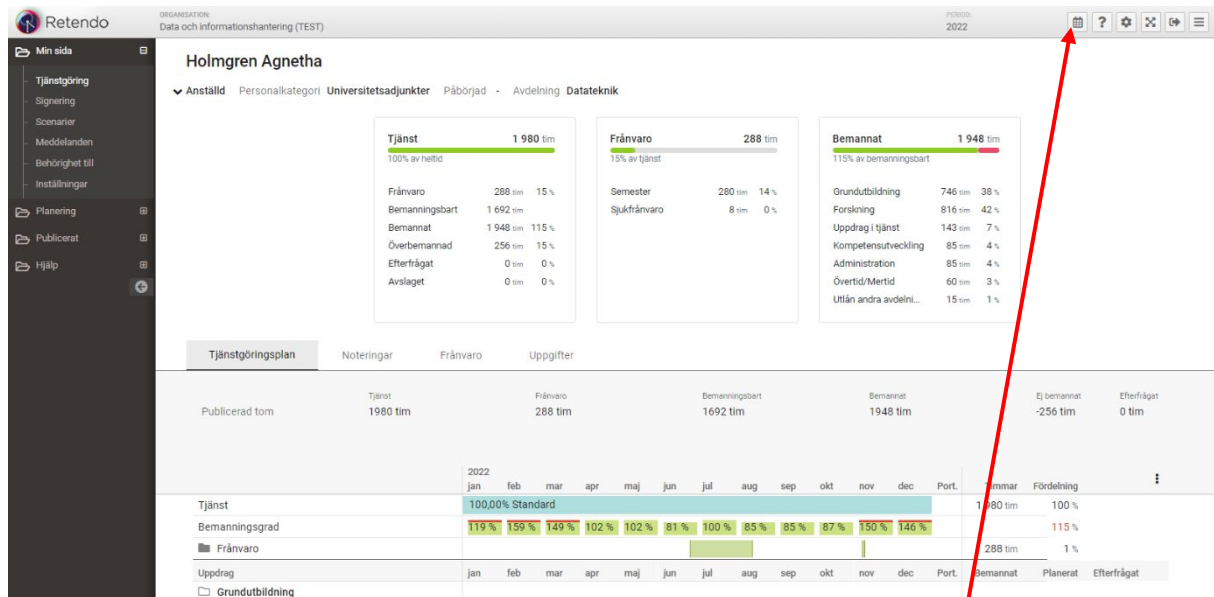 Retendo
ORGANISATION:
Data och informationshantering (TEST)
PERIOD:
2022
?
Min sida
Tjänstgöring
Signering
Scenarier
Meddelanden
Behörighet till
Inställningar
Planering
Publicerat
Hjälp
Holmgren Agnetha
Anställd Personalkategori Universitetsadjunkter Påbörjad - Avdelning Datateknik
Tjänst 1 980 tim
100% av heltid
Frånvaro 288 tim 15 %
Bemanningsbart 1 692 tim
Bemannat 1 948 tim 115 %
Överbemannad 256 tim 15 %
Efterfrågat 0 tim 0 %
Avslaget 0 tim 0 %
Frånvaro 288 tim
15% av tjänst
Semester 280 tim 14 %
Sjukfrånvaro 8 tim 0 %
Bemannat 1 948 tim
115% av bemanningsbart
Grundutbildning 746 tim 38 %
Forskning 816 tim 42 %
Uppdrag i tjänst 143 tim 7 %
Kompetensutveckling 85 tim 4 %
Administration 85 tim 4 %
Övertid/Mertid 60 tim 3 %
Utlån andra avdelni... 15 tim 1 %
Tjänstgöringsplan Noteringar Frånvaro Uppgifter
Tjänst Frånvaro Bemanningsbart Bemannat Ej bemannat Efterfrågat
Publicerad tom 1980 tim 288 tim 1692 tim 1948 tim -256 tim 0 tim
2022
jan feb mar apr maj jun jul aug sep okt nov dec Port. Timmar Fördelning
Tjänst 100,00% Standard 1 980 tim 100 %
Bemanningsgrad 119 % 159 % 149 % 102 % 102 % 81 % 100 % 85 % 85 % 87 % 150 % 146 % 115 %
Frånvaro 288 tim 1 %
Uppdrag jan feb mar apr maj jun jul aug sep okt nov dec Port. Bemannat Planerat Efterfrågat
Grundutbildning